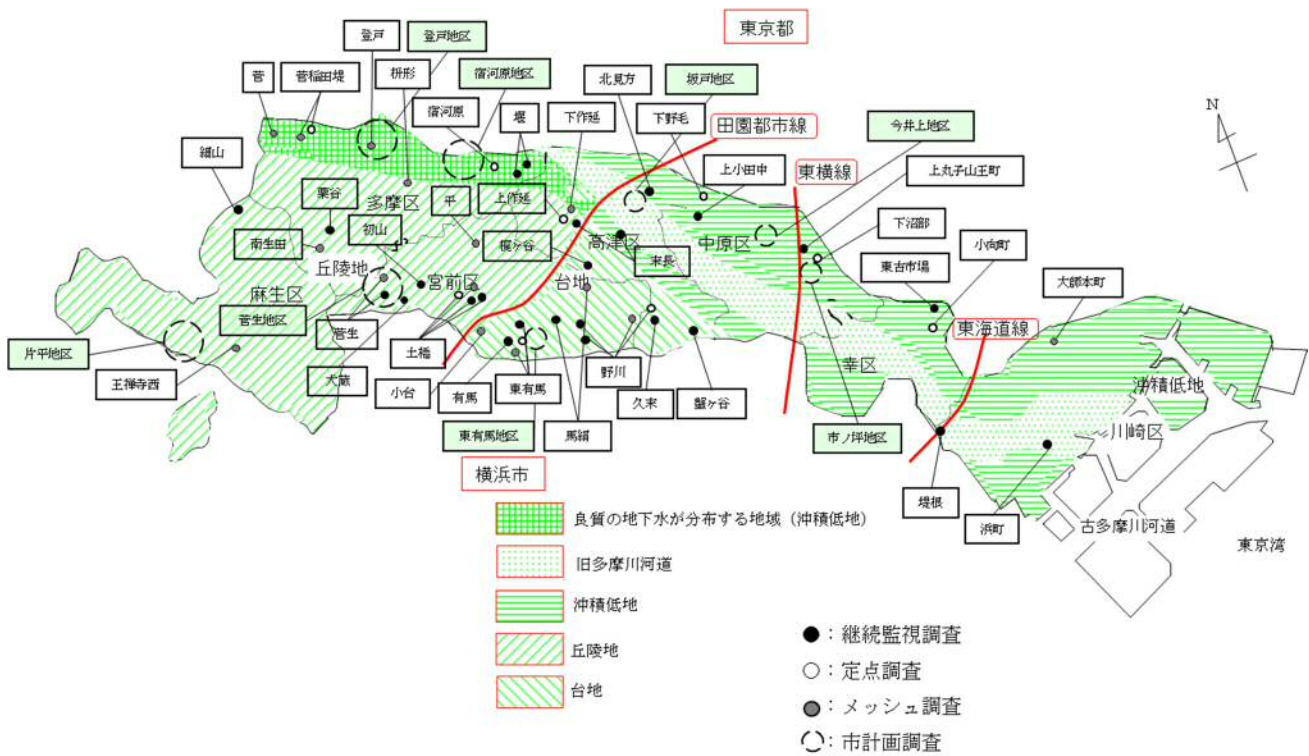 東京都
登戸
登戸地区
菅
菅稲田堤
枡形
宿河原地区
北見方
坂戸地区
宿河原
堰
下作延
下野毛
田園都市線
今井上地区
N
細山
上小田中
東横線
上丸子山王町
栗谷
多摩区
平
上作延
下沼部
小向町
南生田
初山
梶ヶ谷
高津区
末長
中原区
東古市場
大師本町
丘陵地
宮前区
台地
麻生区
菅生地区
菅生
東海道線
片平地区
土橋
幸区
沖積低地
王禅寺西
犬蔵
小台
有馬
東有馬
野川
久末
蟹ヶ谷
川崎区
東有馬地区
馬絹
市ノ坪地区
横浜市
堤根
浜町
古多摩川河道
東京湾
良質の地下水が分布する地域（沖積低地）
旧多摩川河道
沖積低地
丘陵地
台地
●：継続監視調査
○：定点調査
：メッシュ調査
：市計画調査